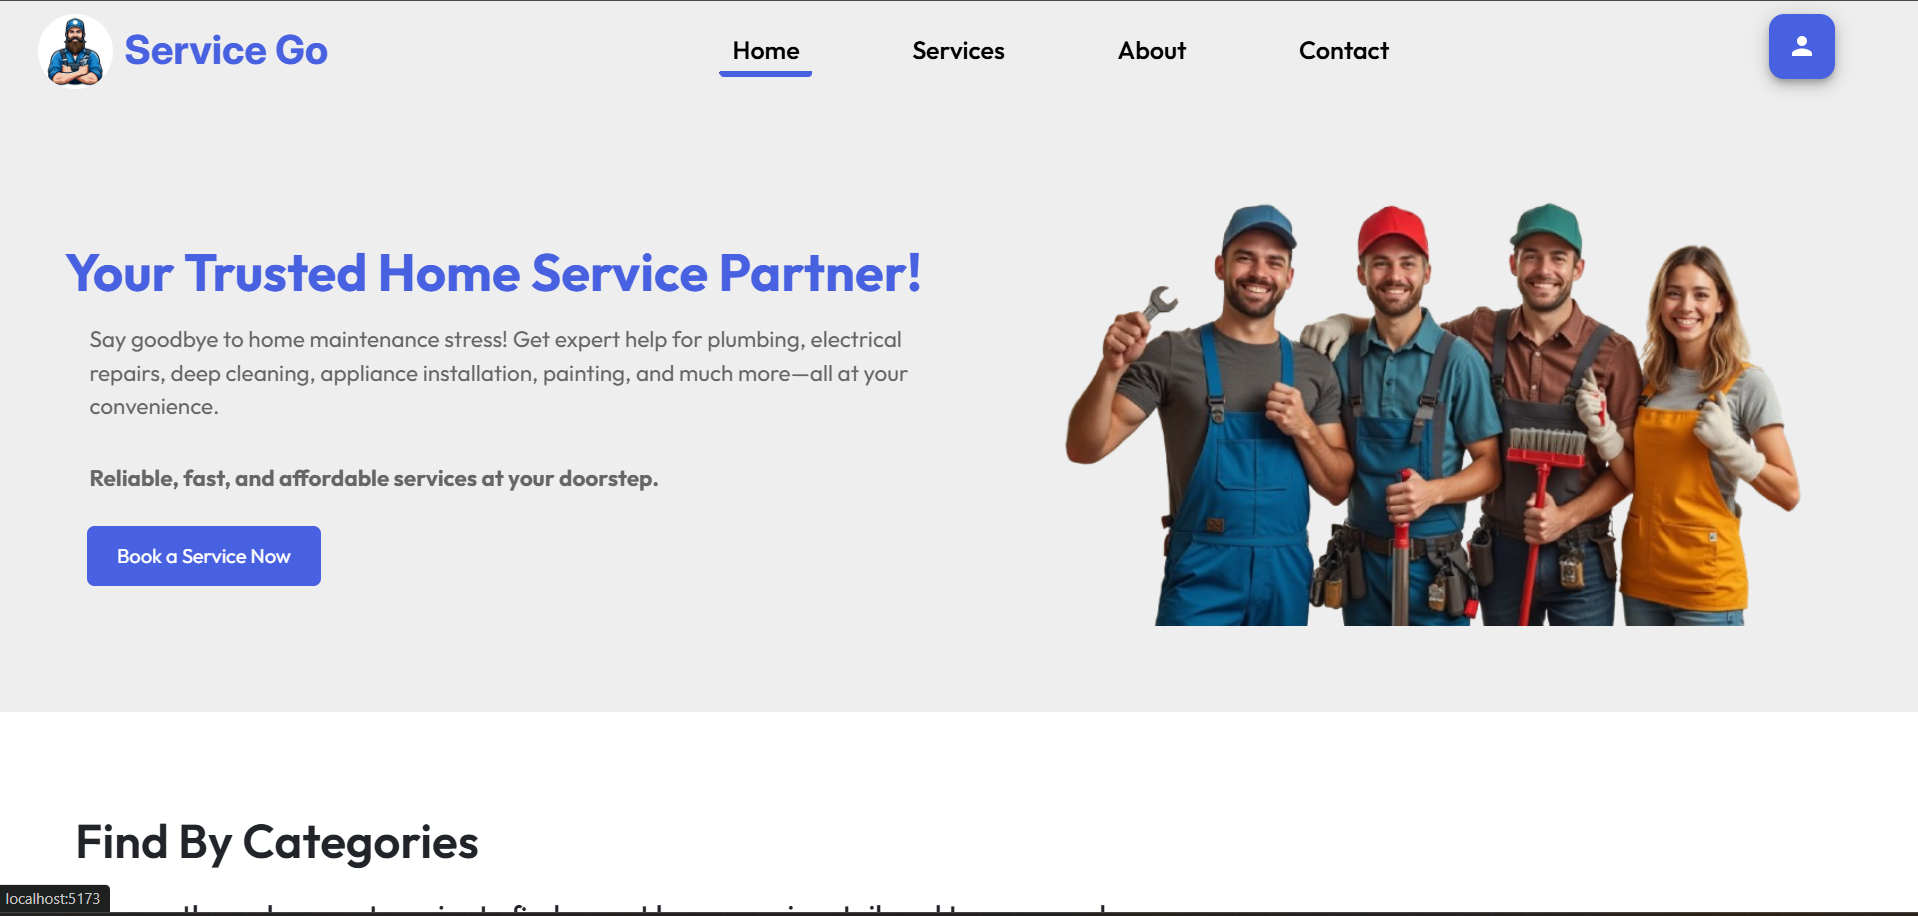 Service Go
Home
Services
About
Contact
Your Trusted Home Service Partner!
Say goodbye to home maintenance stress! Get expert help for plumbing, electrical
repairs, deep cleaning, appliance installation, painting, and much more—all at your
convenience.
Reliable, fast, and affordable services at your doorstep.
Book a Service Now
Find By Categories
localhost:5173